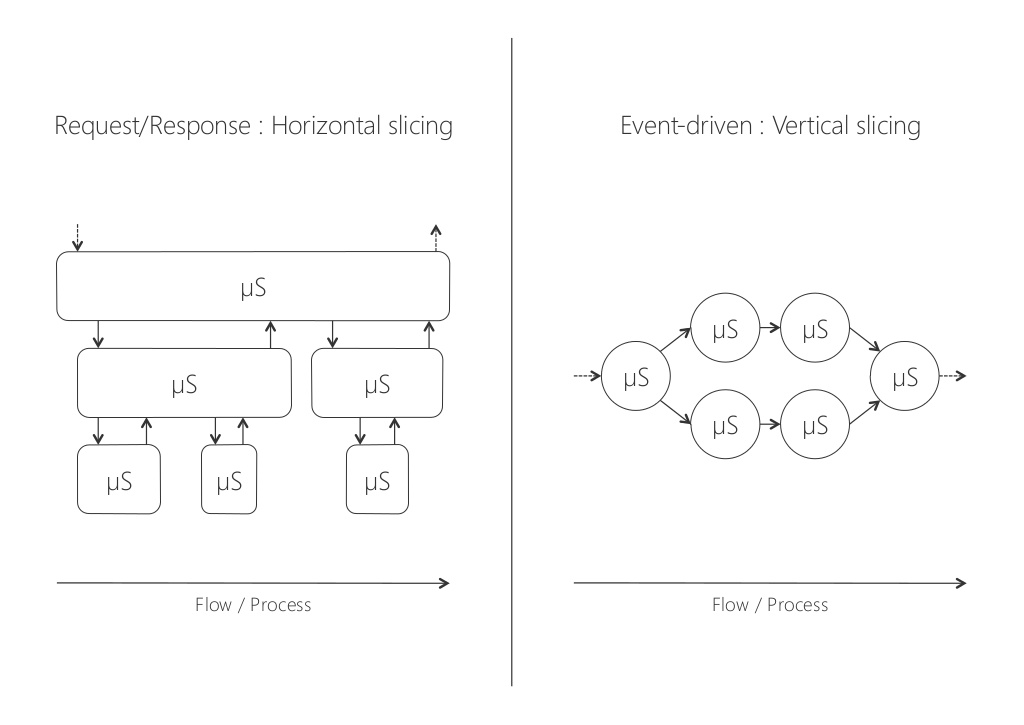 Request/Response : Horizontal slicing
µS
µS
µS
µS
µS
µS
Flow / Process
Event-driven : Vertical slicing
µS
µS
µS
µS
µS
µS
Flow / Process